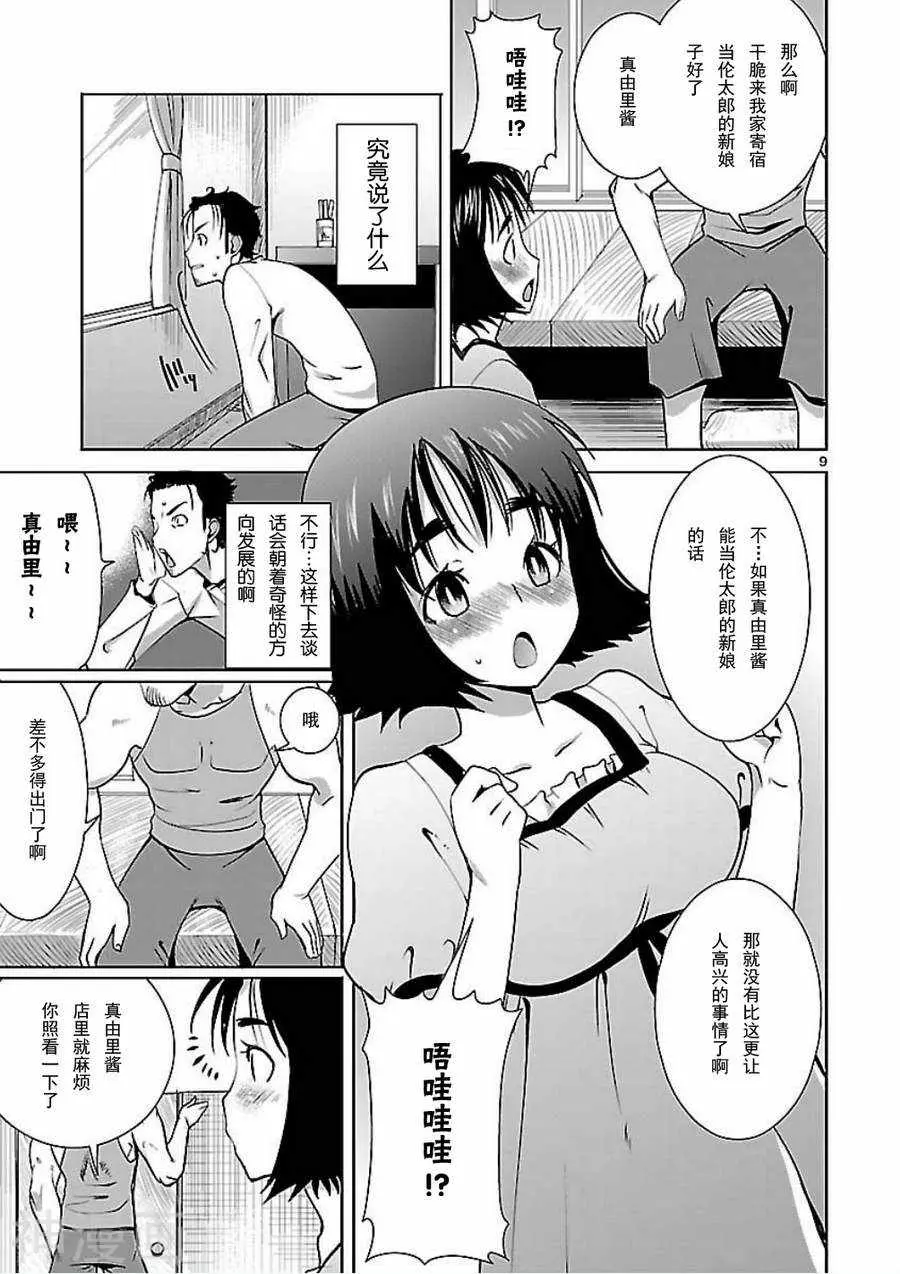 那么啊
干脆来我家寄宿
当伦太郎的新娘
子好了
真由里酱
唔哇哇
!?
究竟说了什么
9
不…如果真由里酱
能当伦太郎的新娘
的话
那就没有比这更让
人高兴的事情了啊
唔哇哇哇
!?
不行…这样下去谈
话会朝着奇怪的方
向发展的啊
喂~
真由里~~
哦
差不多得出门了啊
真由里酱
店里就麻烦
你照看一下了